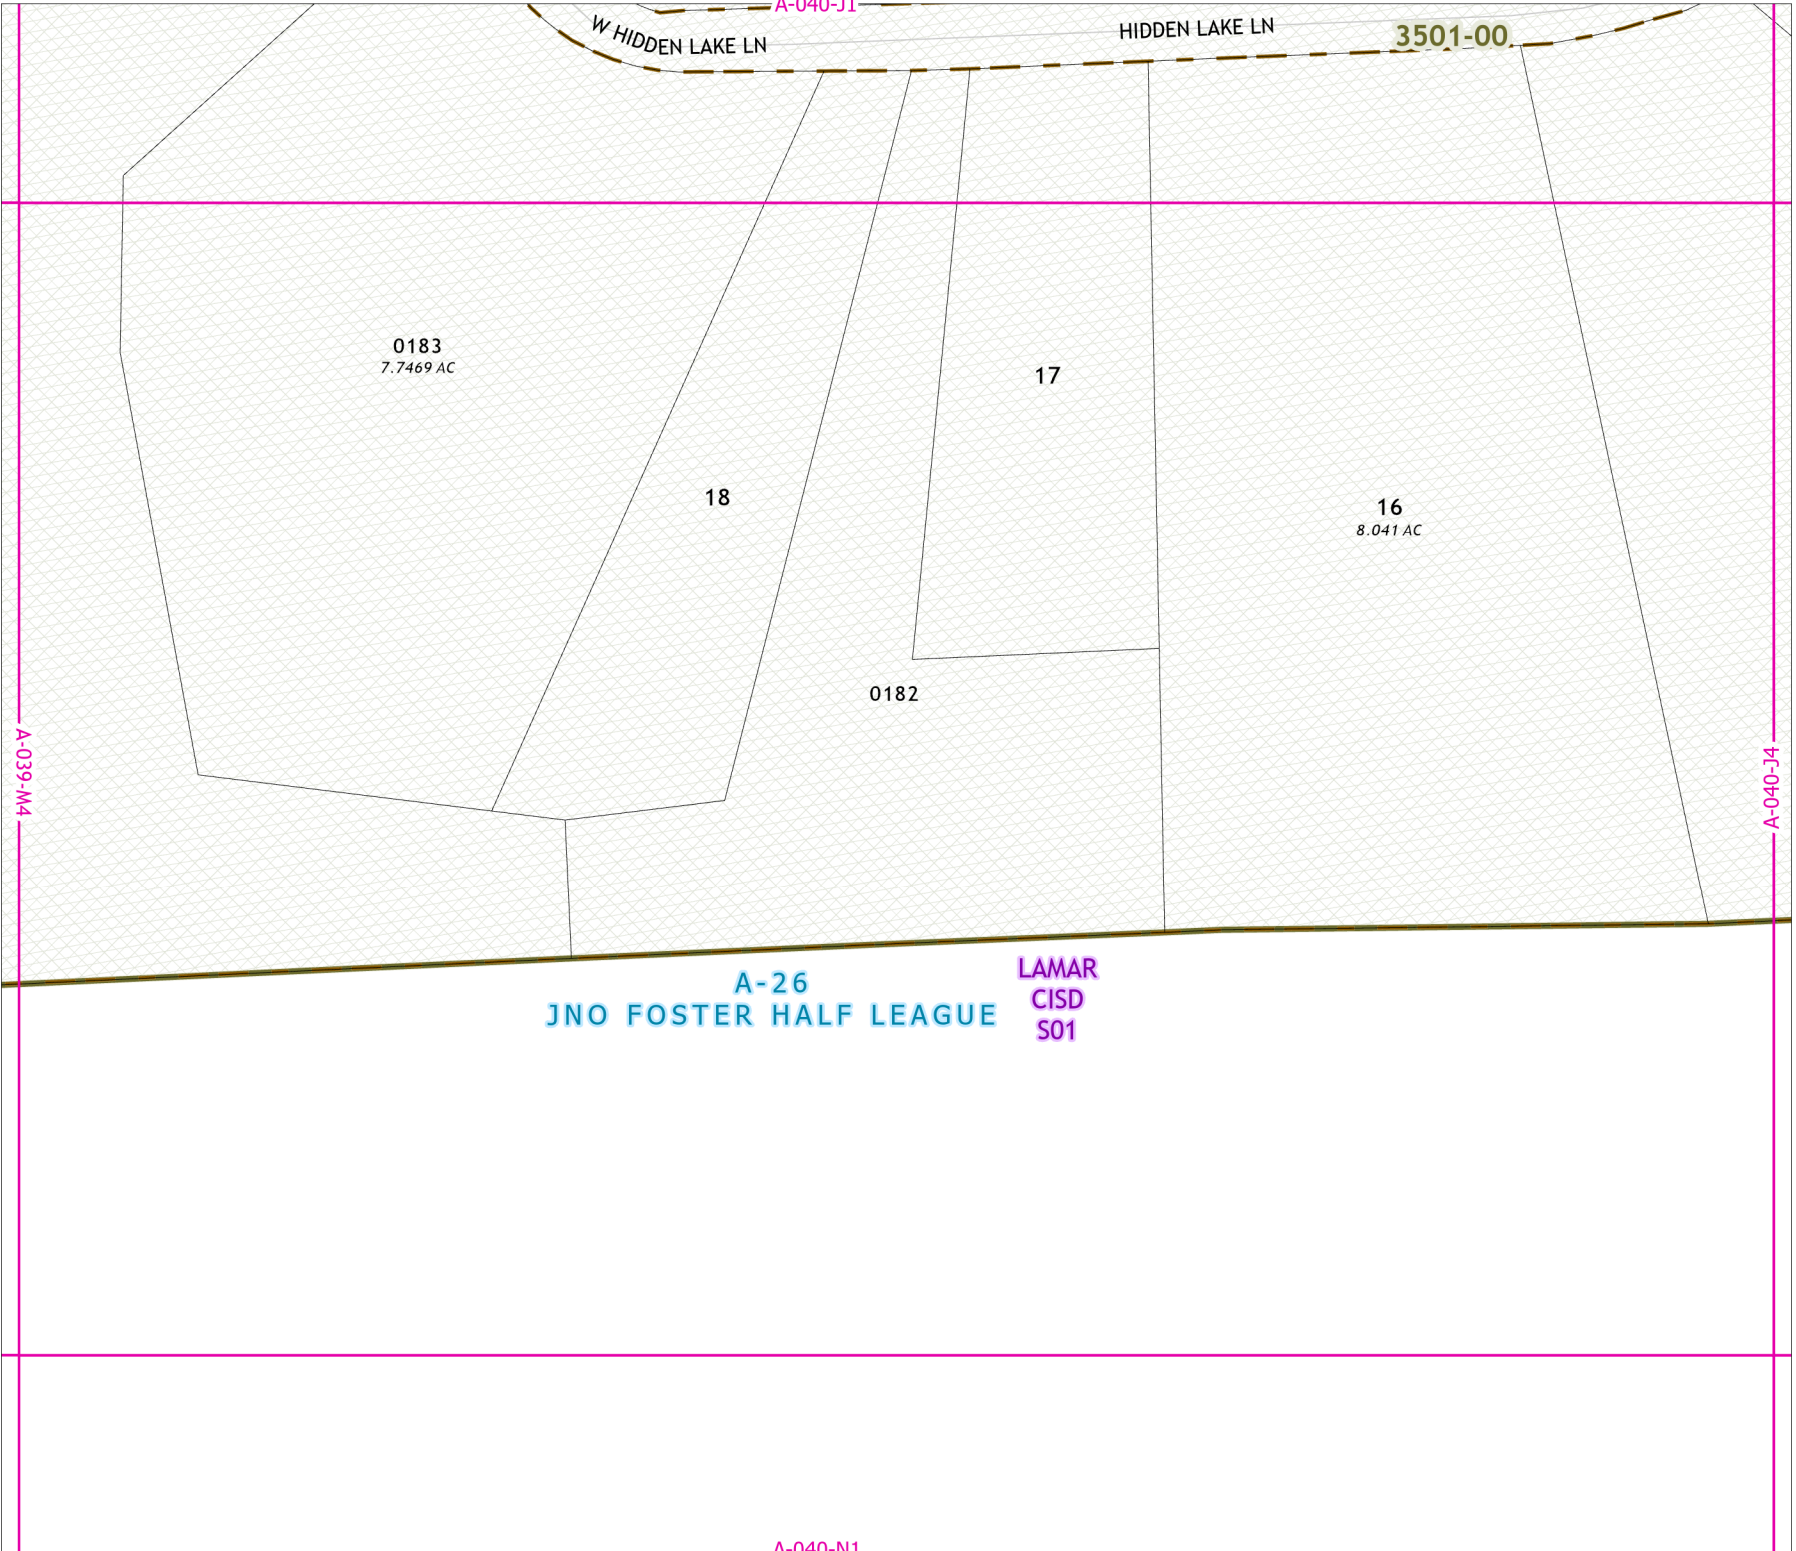 A-040-J1
W HIDDEN LAKE LN
HIDDEN LAKE LN
3501-00
0183
7.7469 AC
17
18
16
8.041 AC
0182
A-039-M4
A-040-J4
A-26
JNO FOSTER HALF LEAGUE
LAMAR
CISD
S01
A-040-N1